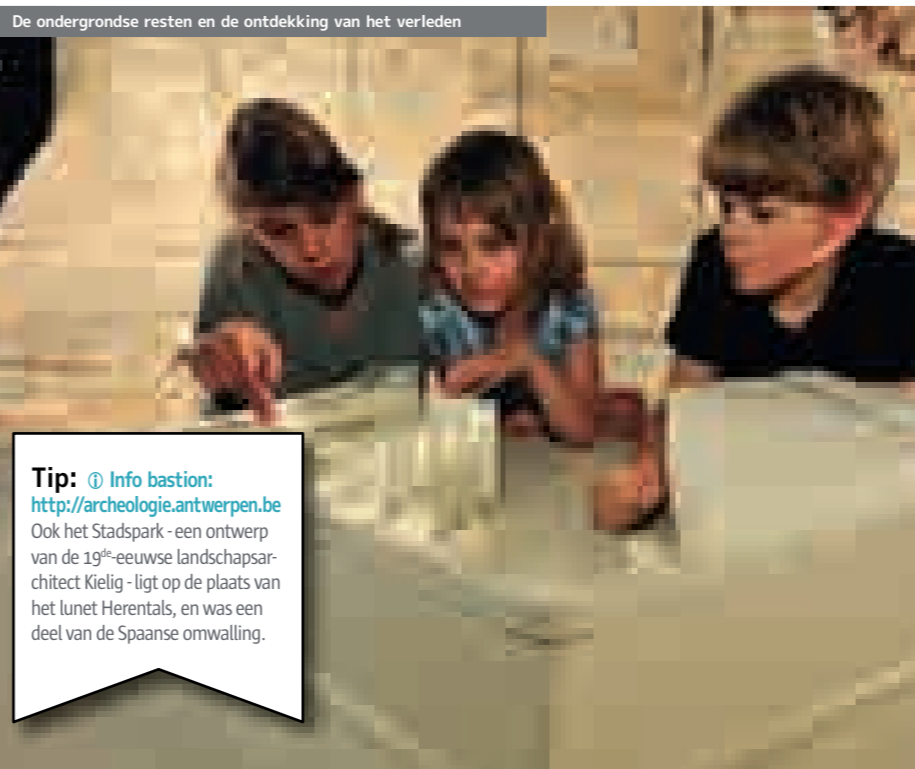 De ondergrondse resten en de ontdekking van het verleden
Tip: ⓘ Info bastion:
http://archeologie.antwerpen.be
Ook het Stadspark - een ontwerp
van de 19de-eeuwse landschapsar-
chitect Kielig - ligt op de plaats van
het lunet Herentals, en was een
deel van de Spaanse omwalling.